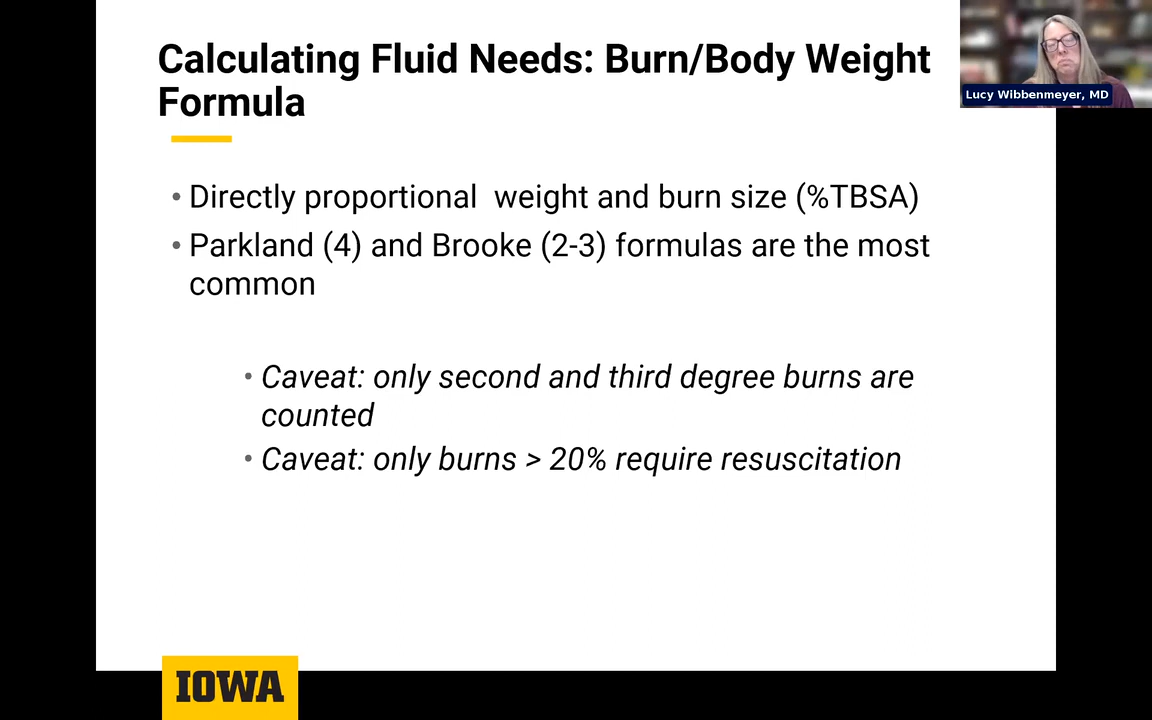 Calculating Fluid Needs: Burn/Body Weight
Formula
Lucy Wibbenmeyer, MD
• Directly proportional  weight and burn size (%TBSA)
• Parkland (4) and Brooke (2-3) formulas are the most
common
• Caveat: only second and third degree burns are
counted
• Caveat: only burns > 20% require resuscitation
IOWA